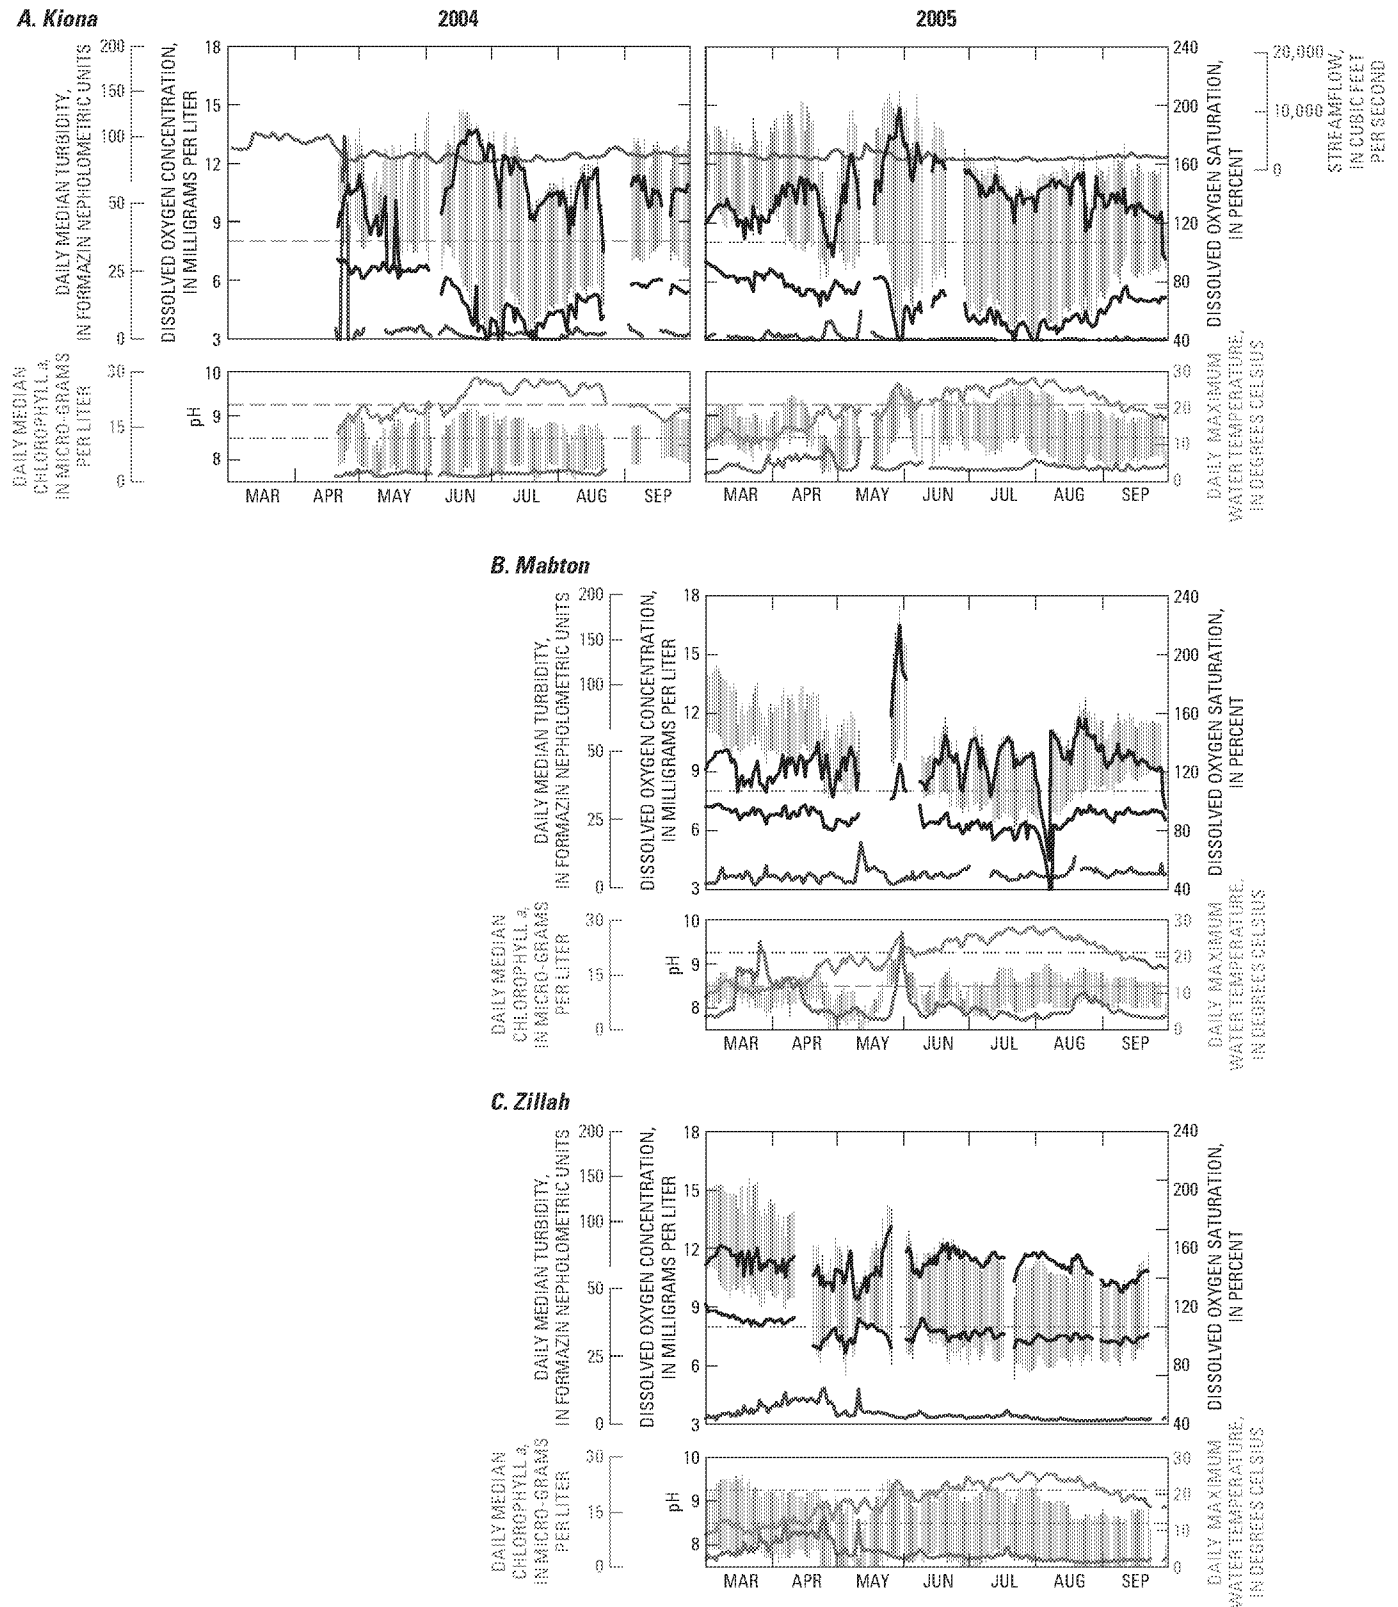 A. Kiona
2004
2005
DAILY MEDIAN TURBIDITY,
IN FORMAZIN NEPHOLOMETRIC UNITS
200
150
100
50
25
0
DISSOLVED OXYGEN CONCENTRATION,
IN MILLIGRAMS PER LITER
18
15
12
9
6
3
240
200
160
120
80
40
DISSOLVED OXYGEN SATURATION,
IN PERCENT
20,000
10,000
0
STREAMFLOW,
IN CUBIC FEET
PER SECOND
DAILY MEDIAN
CHLOROPHYLL a,
IN MICRO-GRAMS
PER LITER
30
15
0
pH
10
9
8
30
20
10
0
DAILY MAXIMUM
WATER TEMPERATURE,
IN DEGREES CELSIUS
MAR APR MAY JUN JUL AUG SEP
MAR APR MAY JUN JUL AUG SEP
B. Mabton
DAILY MEDIAN TURBIDITY,
IN FORMAZIN NEPHOLOMETRIC UNITS
200
150
100
50
25
0
DISSOLVED OXYGEN CONCENTRATION,
IN MILLIGRAMS PER LITER
18
15
12
9
6
3
240
200
160
120
80
40
DISSOLVED OXYGEN SATURATION,
IN PERCENT
DAILY MEDIAN
CHLOROPHYLL a,
IN MICRO-GRAMS
PER LITER
30
15
0
pH
10
9
8
30
20
10
0
DAILY MAXIMUM
WATER TEMPERATURE,
IN DEGREES CELSIUS
MAR APR MAY JUN JUL AUG SEP
C. Zillah
DAILY MEDIAN TURBIDITY,
IN FORMAZIN NEPHOLOMETRIC UNITS
200
150
100
50
25
0
DISSOLVED OXYGEN CONCENTRATION,
IN MILLIGRAMS PER LITER
18
15
12
9
6
3
240
200
160
120
80
40
DISSOLVED OXYGEN SATURATION,
IN PERCENT
DAILY MEDIAN
CHLOROPHYLL a,
IN MICRO-GRAMS
PER LITER
30
15
0
pH
10
9
8
30
20
10
0
DAILY MAXIMUM
WATER TEMPERATURE,
IN DEGREES CELSIUS
MAR APR MAY JUN JUL AUG SEP